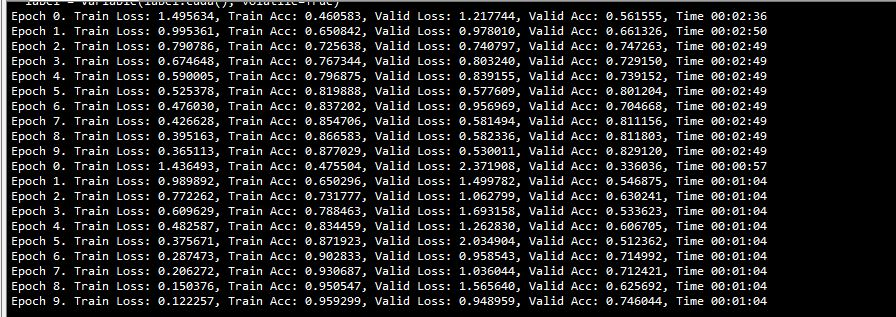 label = Variable(label.cuda(), volatile=True)
Epoch 0. Train Loss: 1.495634, Train Acc: 0.460583, Valid Loss: 1.217744, Valid Acc: 0.561555, Time 00:02:36
Epoch 1. Train Loss: 0.995361, Train Acc: 0.650842, Valid Loss: 0.978010, Valid Acc: 0.661326, Time 00:02:50
Epoch 2. Train Loss: 0.790786, Train Acc: 0.725638, Valid Loss: 0.740797, Valid Acc: 0.747263, Time 00:02:49
Epoch 3. Train Loss: 0.674648, Train Acc: 0.767344, Valid Loss: 0.803240, Valid Acc: 0.729150, Time 00:02:49
Epoch 4. Train Loss: 0.590005, Train Acc: 0.796875, Valid Loss: 0.839155, Valid Acc: 0.739152, Time 00:02:49
Epoch 5. Train Loss: 0.525378, Train Acc: 0.819888, Valid Loss: 0.577609, Valid Acc: 0.801204, Time 00:02:49
Epoch 6. Train Loss: 0.476030, Train Acc: 0.837202, Valid Loss: 0.956969, Valid Acc: 0.704668, Time 00:02:49
Epoch 7. Train Loss: 0.426628, Train Acc: 0.854706, Valid Loss: 0.581494, Valid Acc: 0.811156, Time 00:02:49
Epoch 8. Train Loss: 0.395163, Train Acc: 0.866583, Valid Loss: 0.582336, Valid Acc: 0.811803, Time 00:02:49
Epoch 9. Train Loss: 0.365113, Train Acc: 0.877029, Valid Loss: 0.530011, Valid Acc: 0.829120, Time 00:02:49
Epoch 0. Train Loss: 1.436493, Train Acc: 0.475504, Valid Loss: 2.371908, Valid Acc: 0.336036, Time 00:00:57
Epoch 1. Train Loss: 0.989892, Train Acc: 0.650296, Valid Loss: 1.499782, Valid Acc: 0.546875, Time 00:01:04
Epoch 2. Train Loss: 0.772262, Train Acc: 0.731777, Valid Loss: 1.062799, Valid Acc: 0.630241, Time 00:01:04
Epoch 3. Train Loss: 0.609629, Train Acc: 0.788463, Valid Loss: 1.693158, Valid Acc: 0.533623, Time 00:01:04
Epoch 4. Train Loss: 0.482587, Train Acc: 0.834459, Valid Loss: 1.262830, Valid Acc: 0.606705, Time 00:01:04
Epoch 5. Train Loss: 0.375671, Train Acc: 0.871923, Valid Loss: 2.034904, Valid Acc: 0.512362, Time 00:01:04
Epoch 6. Train Loss: 0.287473, Train Acc: 0.902833, Valid Loss: 0.958543, Valid Acc: 0.714992, Time 00:01:04
Epoch 7. Train Loss: 0.206272, Train Acc: 0.930687, Valid Loss: 1.036044, Valid Acc: 0.712421, Time 00:01:04
Epoch 8. Train Loss: 0.150376, Train Acc: 0.950547, Valid Loss: 1.565640, Valid Acc: 0.625692, Time 00:01:04
Epoch 9. Train Loss: 0.122257, Train Acc: 0.959299, Valid Loss: 0.948959, Valid Acc: 0.746044, Time 00:01:04